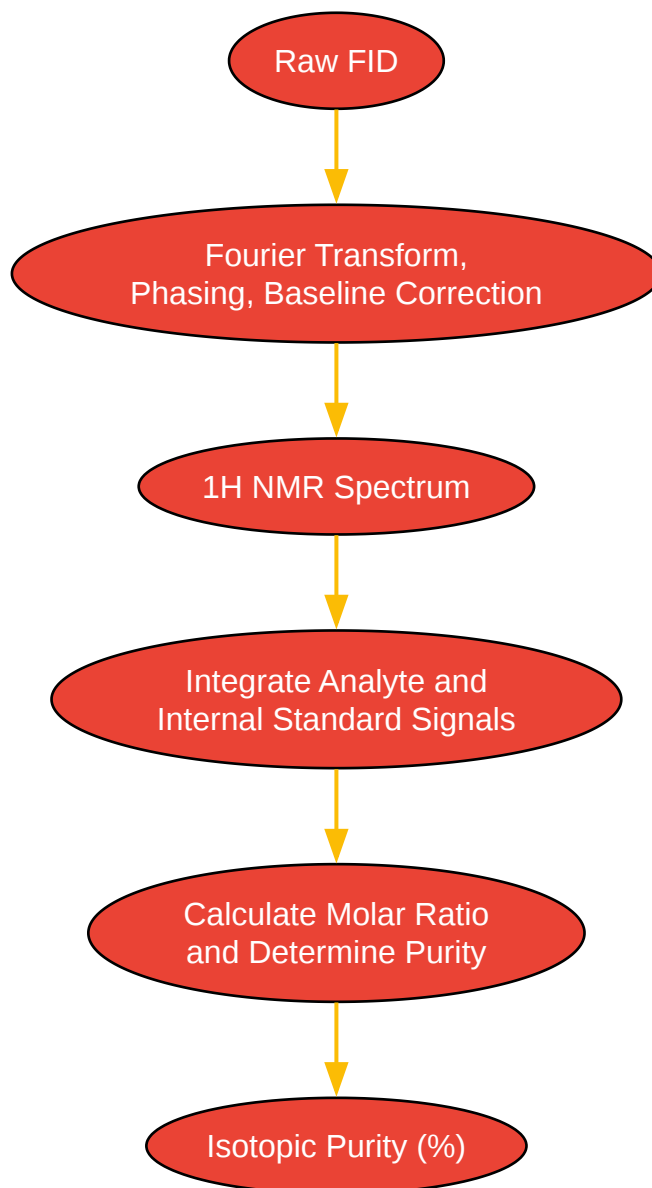 Raw FID
Fourier Transform,
Phasing, Baseline Correction
1H NMR Spectrum
Integrate Analyte and
Internal Standard Signals
Calculate Molar Ratio
and Determine Purity
Isotopic Purity (%)